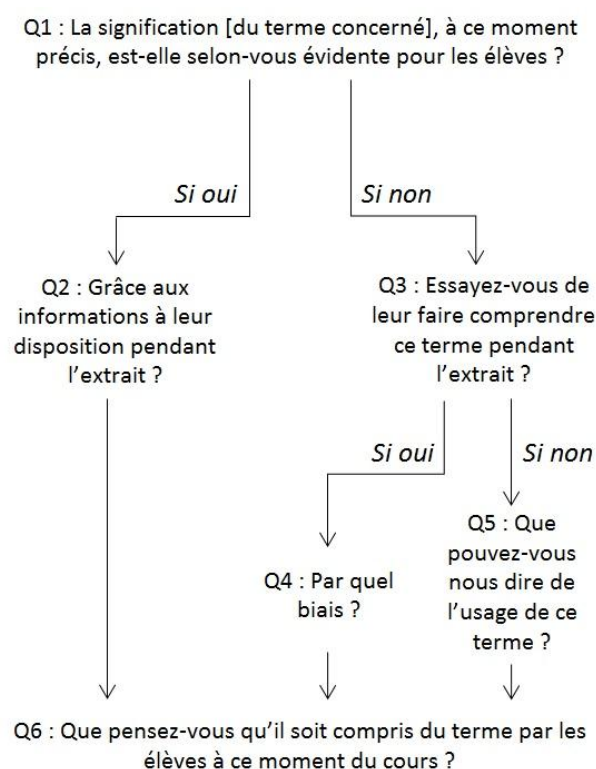 Q1 : La signification [du terme concerné], à ce moment
précis, est-elle selon-vous évidente pour les élèves ?
Si oui
Si non
Q2 : Grâce aux
informations à leur
disposition pendant
l'extrait ?
Q3 : Essayez-vous de
leur faire comprendre
ce terme pendant
l'extrait ?
Si oui
Si non
Q4 : Par quel
biais ?
Q5 : Que
pouvez-vous
nous dire de
l'usage de ce
terme ?
Q6 : Que pensez-vous qu'il soit compris du terme par les
élèves à ce moment du cours ?